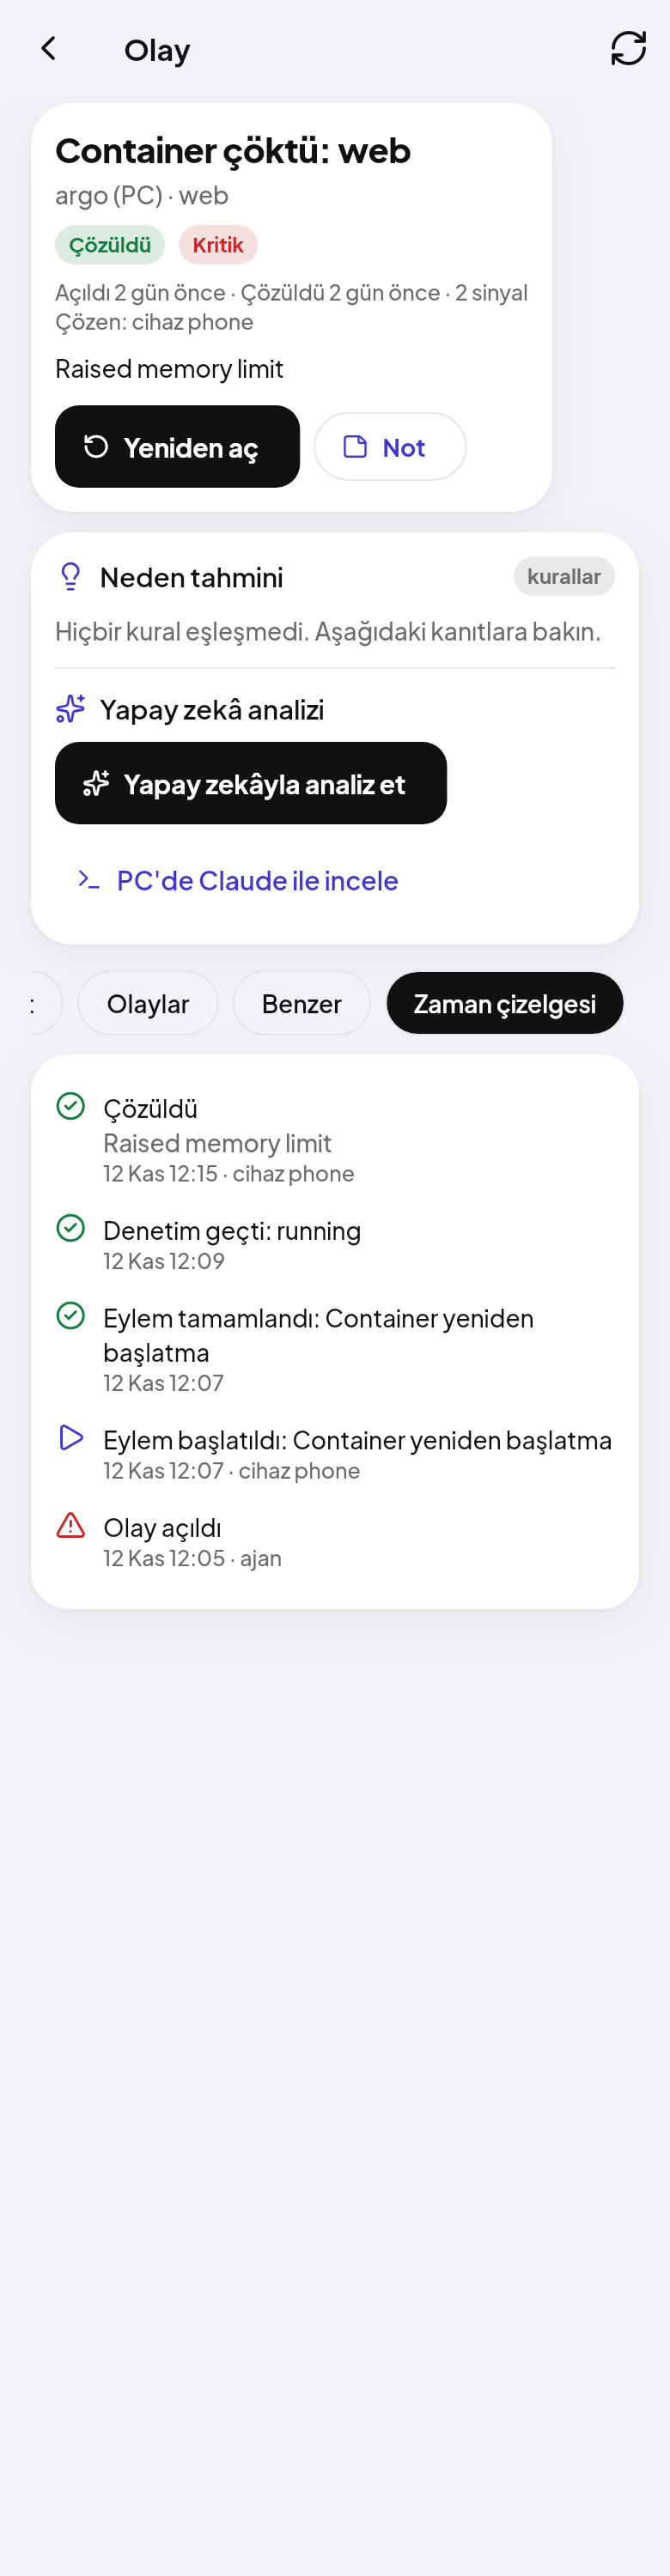 Olay
Container çöktü: web
argo (PC) · web
Çözüldü
Kritik
Açıldı 2 gün önce · Çözüldü 2 gün önce · 2 sinyal
Çözen: cihaz phone
Raised memory limit
Yeniden aç
Not
Neden tahmini
kurallar
Hiçbir kural eşleşmedi. Aşağıdaki kanıtlara bakın.
Yapay zekâ analizi
Yapay zekâyla analiz et
PC'de Claude ile incele
Olaylar
Benzer
Zaman çizelgesi
Çözüldü
Raised memory limit
12 Kas 12:15 · cihaz phone
Denetim geçti: running
12 Kas 12:09
Eylem tamamlandı: Container yeniden
başlatma
12 Kas 12:07
Eylem başlatıldı: Container yeniden başlatma
12 Kas 12:07 · cihaz phone
Olay açıldı
12 Kas 12:05 · ajan